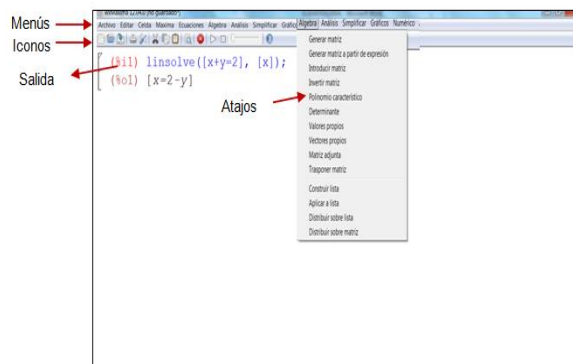 Menús
Iconos
Salida
Atajos
Archivo Editar Celda Maxima Ecuaciones Álgebra Análisis Simplificar Gráficos
Álgebra Análisis Simplificar Gráficos Numérico
(%i1) linsolve([x+y=2], [x]);
(%o1) [x=2-y]
Generar matriz
Generar matriz a partir de expresión
Introducir matriz
Invertir matriz
Polinomio característico
Determinante
Valores propios
Vectores propios
Matriz adjunta
Trasponer matriz
Construir lista
Aplicar a lista
Distribuir sobre lista
Distribuir sobre matriz